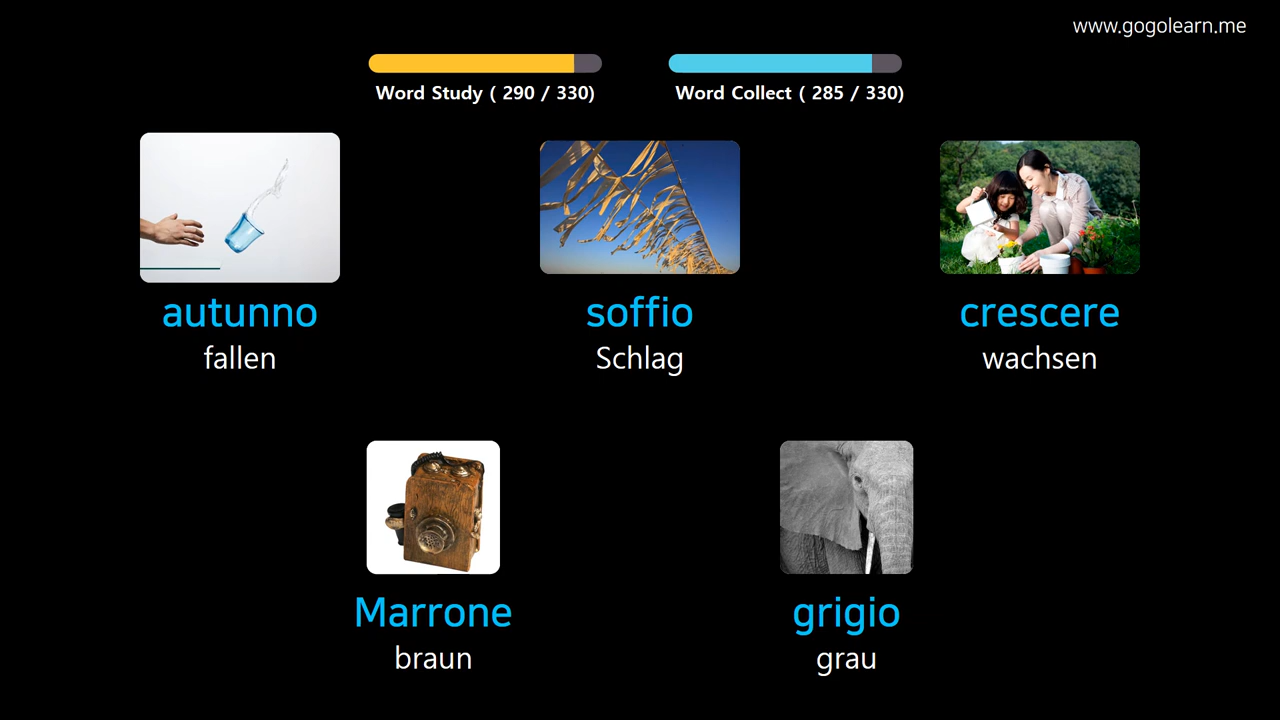 www.gogolearn.me
Word Study ( 290 / 330)
Word Collect ( 285 / 330)
autunno
fallen
soffio
Schlag
crescere
wachsen
Marrone
braun
grigio
grau